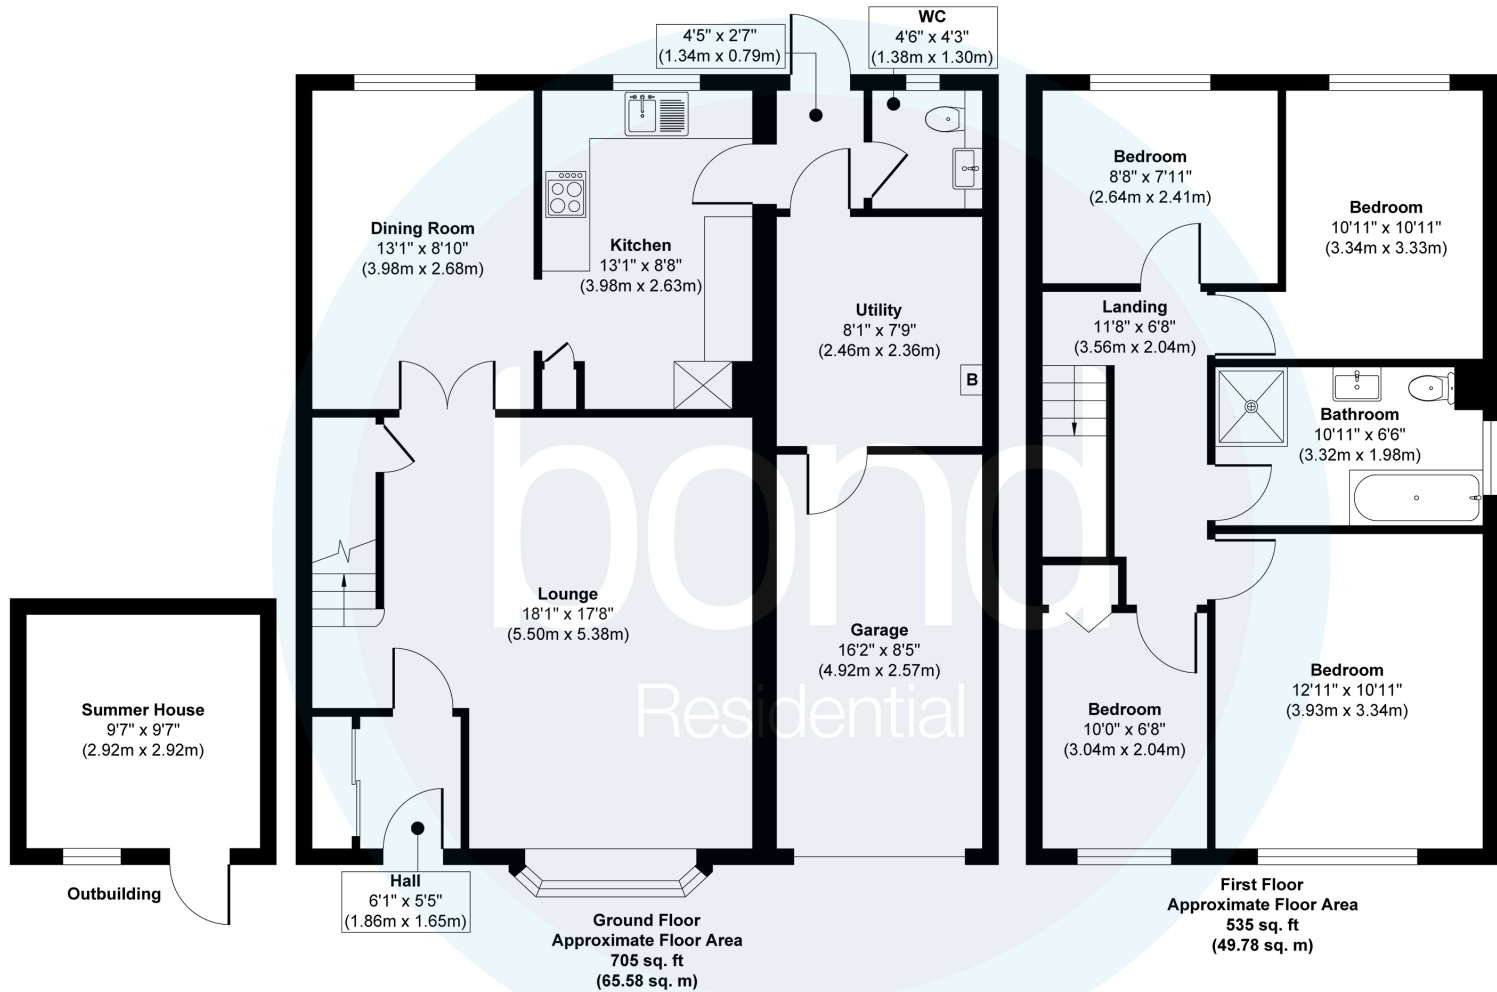 4'5" x 2'7"
(1.34m x 0.79m)
WC
4'6" x 4'3"
(1.38m x 1.30m)
Dining Room
13'1" x 8'10"
(3.98m x 2.68m)
Kitchen
13'1" x 8'8"
(3.98m x 2.63m)
Utility
8'1" x 7'9"
(2.46m x 2.36m)
B
Lounge
18'1" x 17'8"
(5.50m x 5.38m)
Garage
16'2" x 8'5"
(4.92m x 2.57m)
Hall
6'1" x 5'5"
(1.86m x 1.65m)
Ground Floor
Approximate Floor Area
705 sq. ft
(65.58 sq. m)
Summer House
9'7" x 9'7"
(2.92m x 2.92m)
Outbuilding
Bedroom
8'8" x 7'11"
(2.64m x 2.41m)
Bedroom
10'11" x 10'11"
(3.34m x 3.33m)
Landing
11'8" x 6'8"
(3.56m x 2.04m)
Bathroom
10'11" x 6'6"
(3.32m x 1.98m)
Bedroom
12'11" x 10'11"
(3.93m x 3.34m)
Bedroom
10'0" x 6'8"
(3.04m x 2.04m)
First Floor
Approximate Floor Area
535 sq. ft
(49.78 sq. m)
bond
Residential